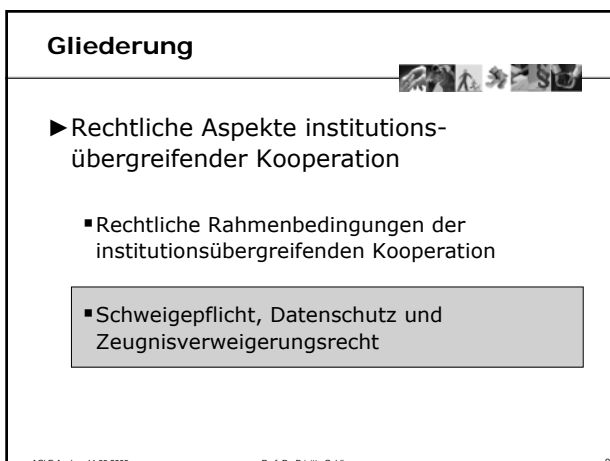 Gliederung
§
►Rechtliche Aspekte institutions-
übergreifender Kooperation
▪Rechtliche Rahmenbedingungen der
institutionsübergreifenden Kooperation
▪Schweigepflicht, Datenschutz und
Zeugnisverweigerungsrecht